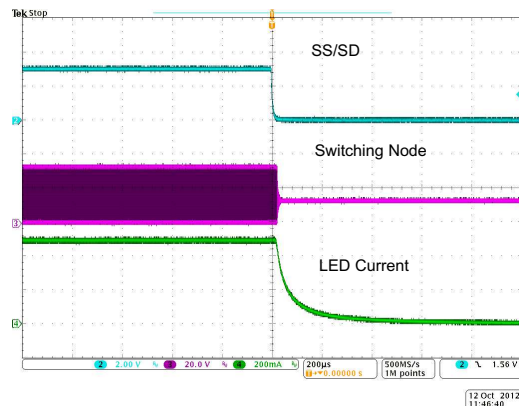 Tek Stop
SS/SD
2
Switching Node
3
LED Current
4
2 2.00 V 3 20.0 V 4 200mA 200µs 500MS/s 2 1.56 V
0.00000 s 1M points
12 Oct 2012
11:46:40